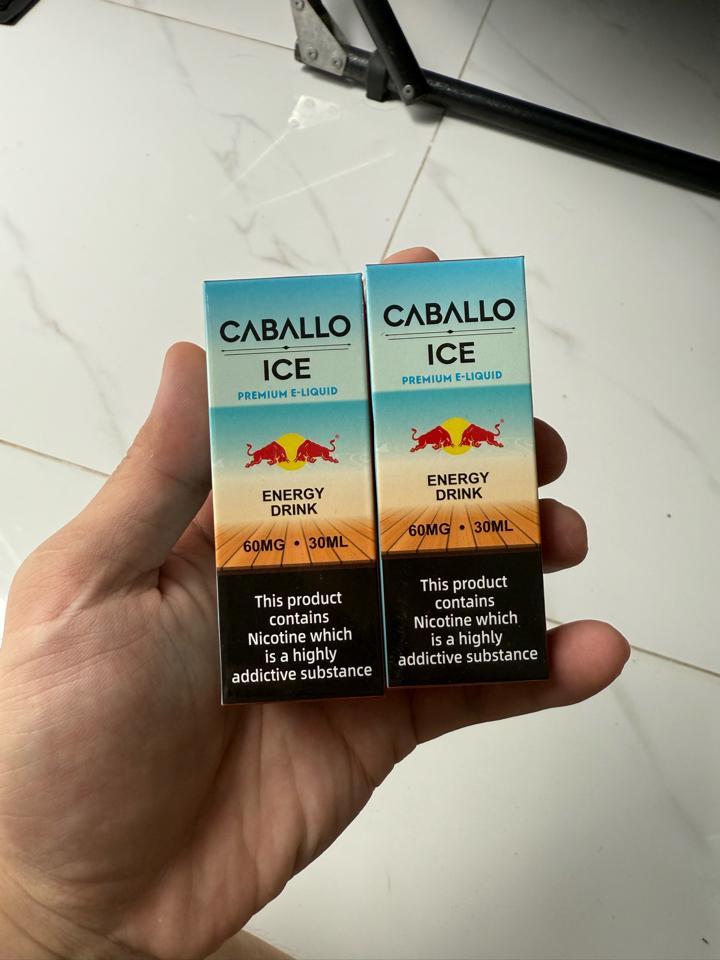 CABALLO
ICE
PREMIUM E-LIQUID
ENERGY
DRINK
60MG • 30ML
This product
contains
Nicotine which
is a highly
addictive substance
CABALLO
ICE
PREMIUM E-LIQUID
ENERGY
DRINK
60MG • 30ML
This product
contains
Nicotine which
is a highly
addictive substance